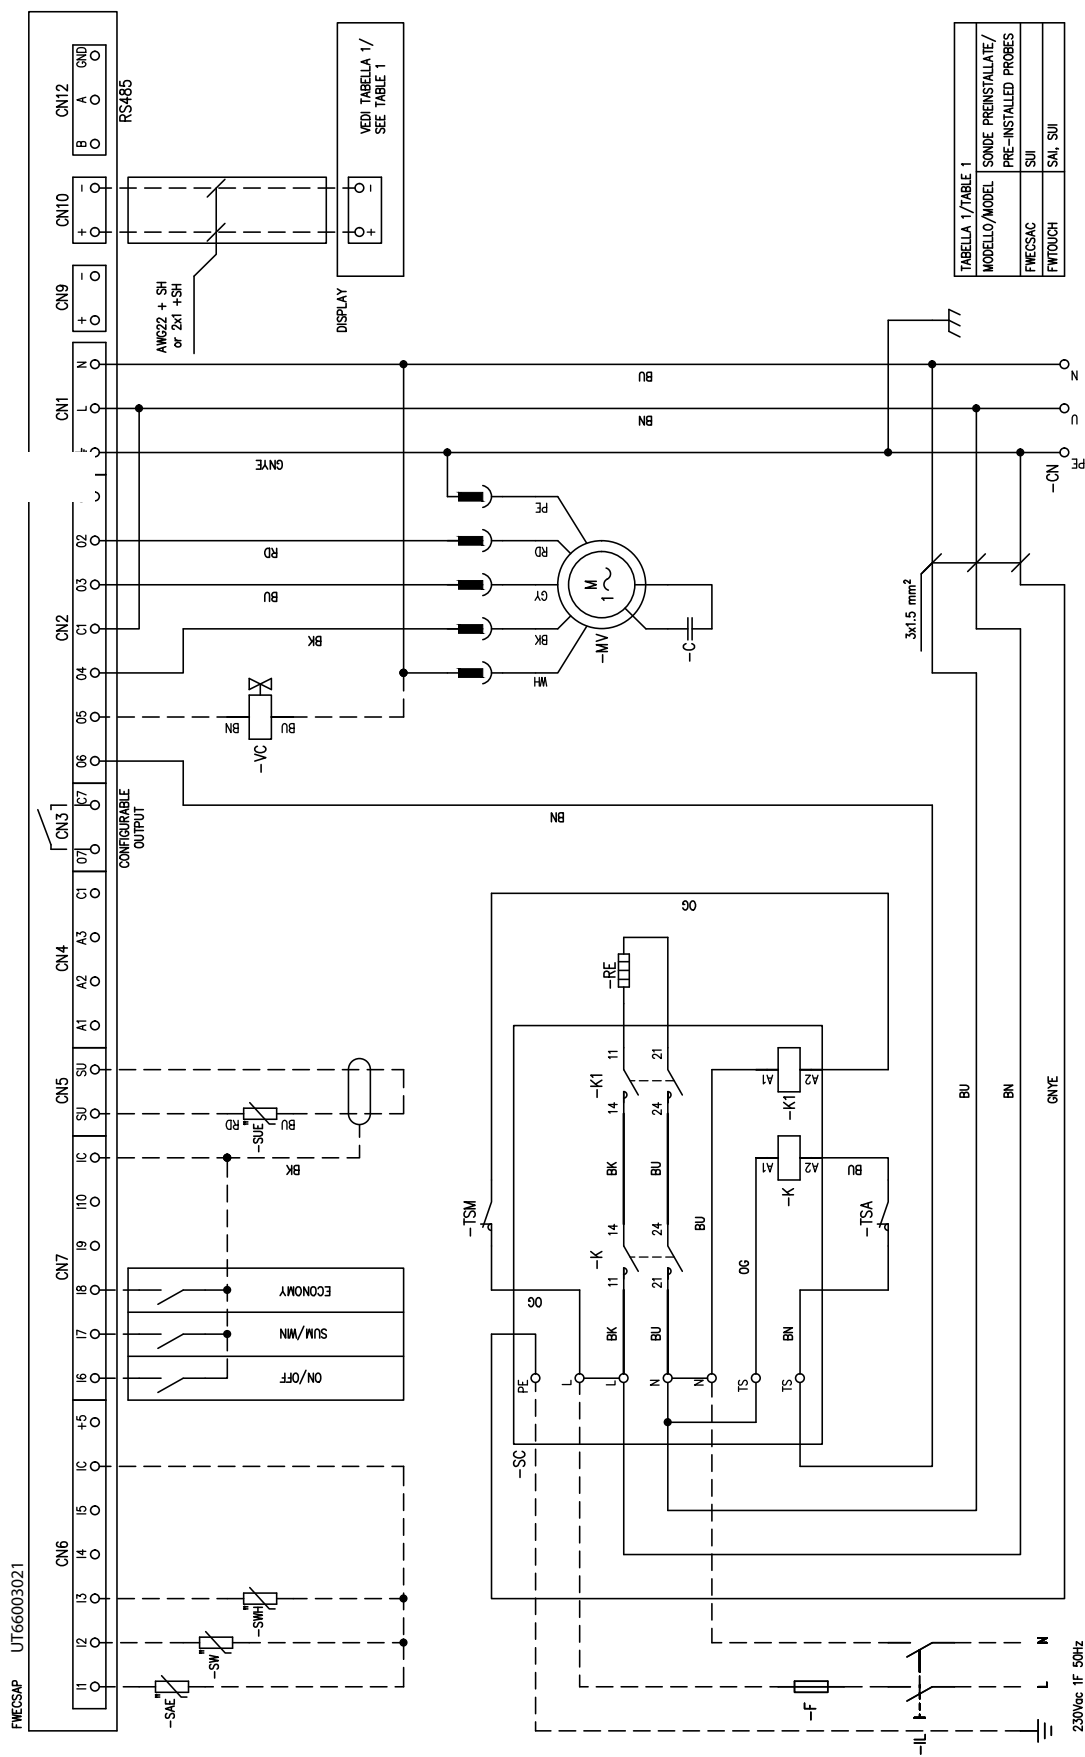 FWECSAP UT66003021
CN12
GND
A
B
RS485
CN10
-
+
-
+
AWG22 + SH
or 2x1 +SH
VEDI TABELLA 1/
SEE TABLE 1
DISPLAY
CN9
-
+
CN1
N
L
TABELLA 1/TABLE 1
MODELLO/MODEL
SONDE PREINSTALLATE/
PRE-INSTALLED PROBES
FWECSAC
SUI
FWTOUCH
SAI, SUI
BU
BN
GNYE
N
U
PE
-CN
CN2
O2
O3
C1
O4
O5
O6
RD
BU
BK
PE
RD
GY
BK
WH
M
1
-MV
-C
3x1.5 mm²
BN
BU
-VC
BN
CN3
C7
O7
CONFIGURABLE
OUTPUT
CN4
C1
A3
A2
A1
CN5
SU
SU
RD
BU
-SUE
BK
CN7
IC
I10
I9
I8
I7
I6
ECONOMY
SUM/WIN
ON/OFF
CN6
+5
IC
I5
I4
I3
I2
I1
-SWH
-SW
-SAE
OG
-RE
-K1
11
21
14
24
BK
BU
-K
14
24
11
21
BK
BU
-TSM
OG
-K1
A1
A2
-K
A1
A2
BU
-TSA
BU
OG
BN
PE
L
L
N
N
TS
TS
-SC
BU
BN
GNYE
-F
-IL
N
L
230Vac 1F 50Hz